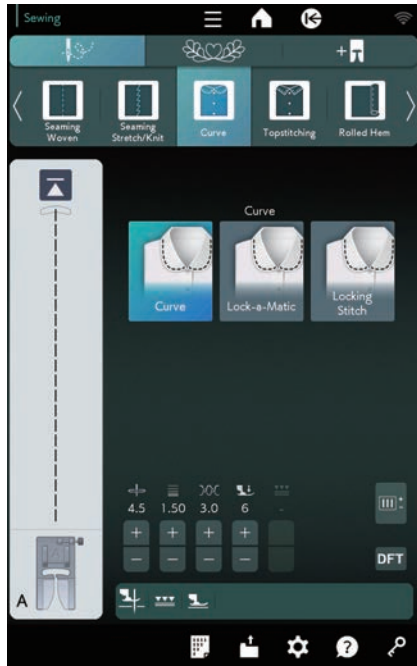 Sewing
Seaming
Woven
Seaming
Stretch/Knit
Curve
Topstitching
Rolled Hem
Curve
Curve
Lock-a-Matic
Locking
Stitch
4.5 1.50 3.0 6 -
+ + + +
- - - -
DFT
A